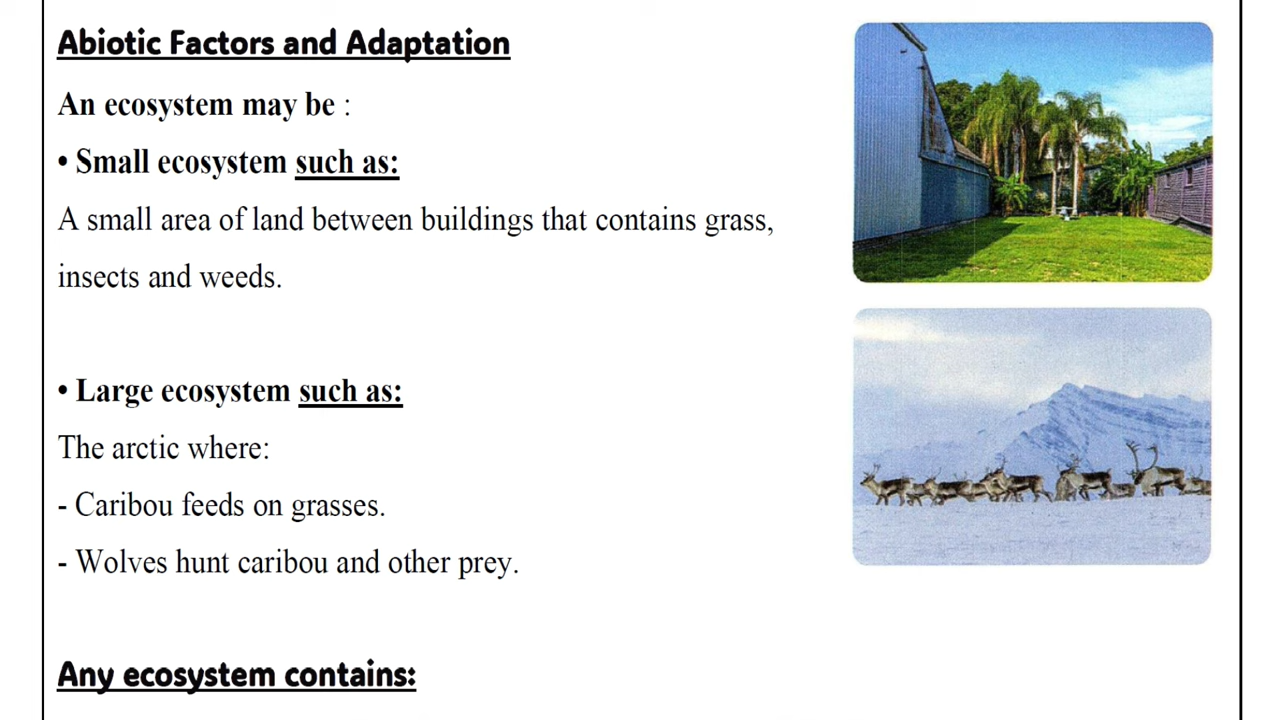 Abiotic Factors and Adaptation
An ecosystem may be :
• Small ecosystem such as:
A small area of land between buildings that contains grass,
insects and weeds.
• Large ecosystem such as:
The arctic where:
- Caribou feeds on grasses.
- Wolves hunt caribou and other prey.
Any ecosystem contains: